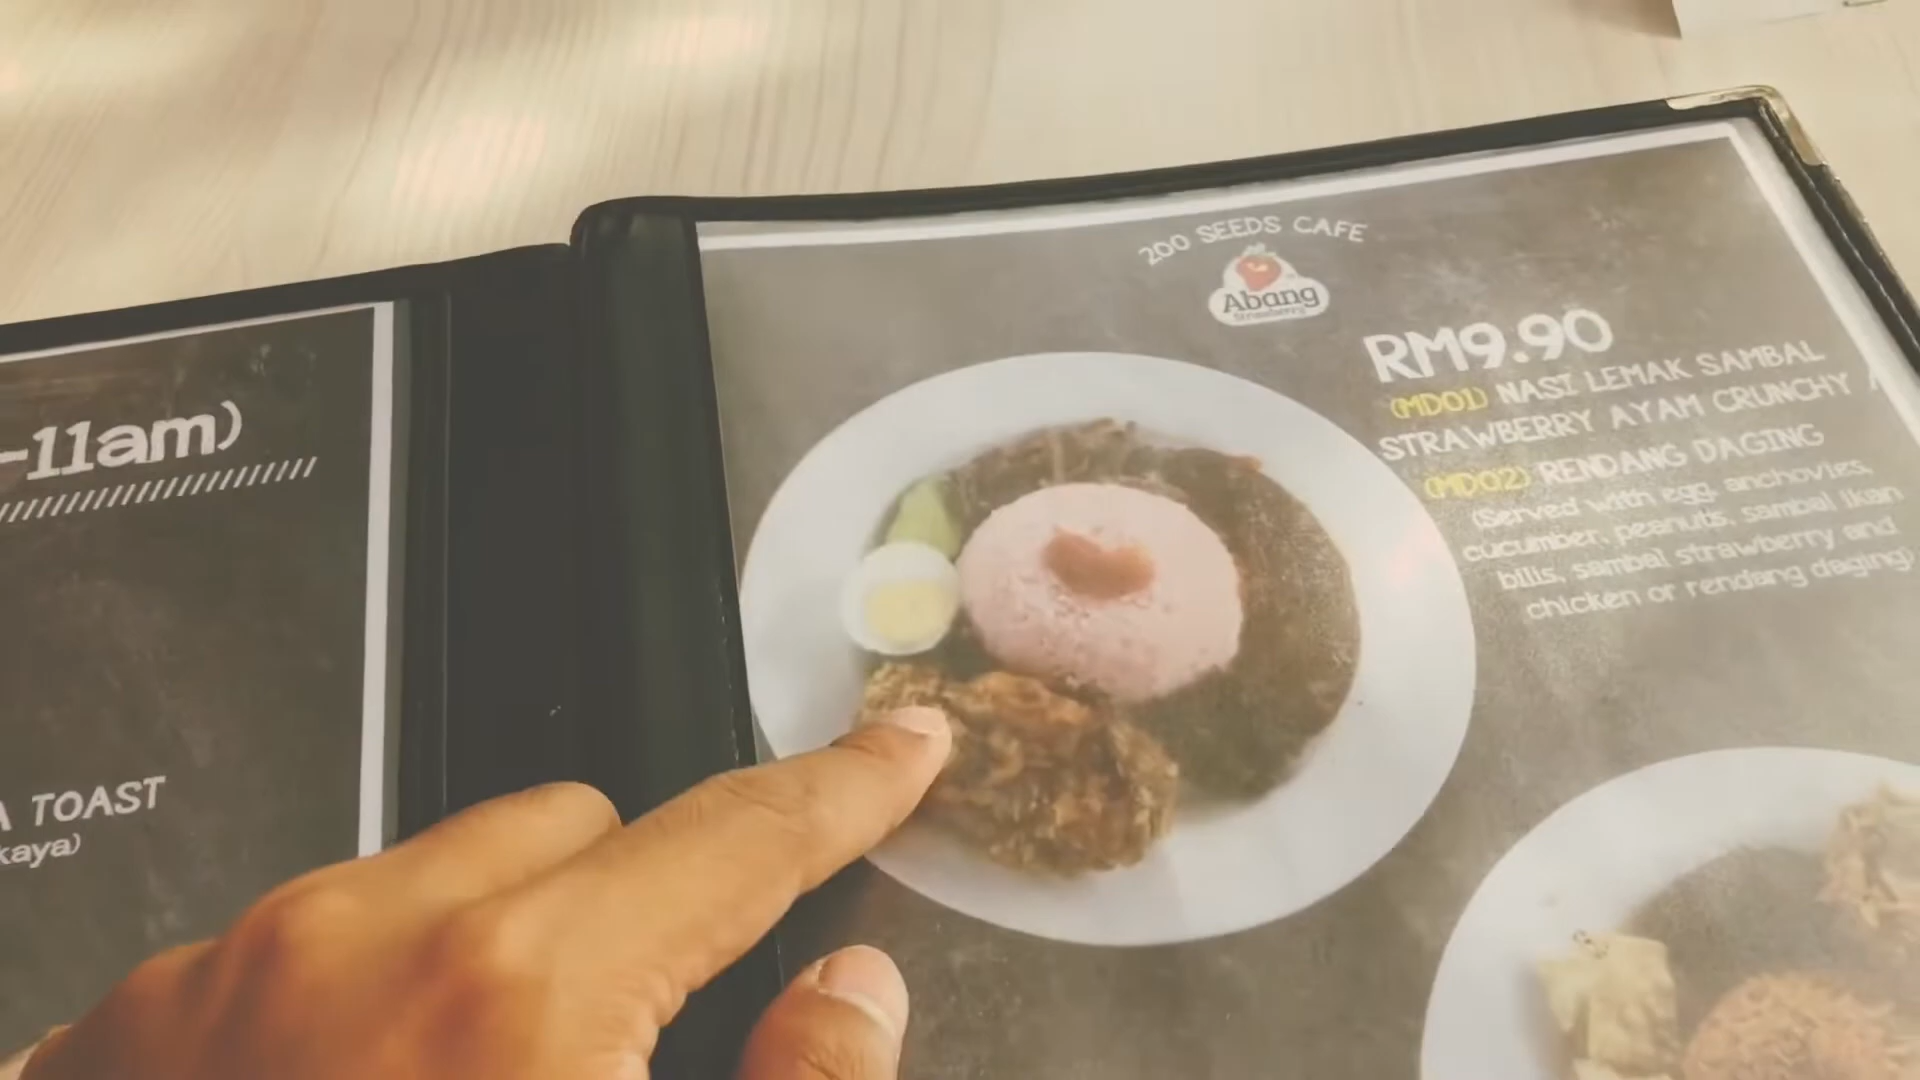 -11am)
A TOAST
kaya)
200 SEEDS CAFE
Abang
Strawberry
RM9.90
(MD01) NASI LEMAK SAMBAL
STRAWBERRY AYAM CRUNCHY /
(MD02) RENDANG DAGING
(Served with egg, anchovies,
cucumber, peanuts, sambal ikan
bilis, sambal strawberry and
chicken or rendang daging)